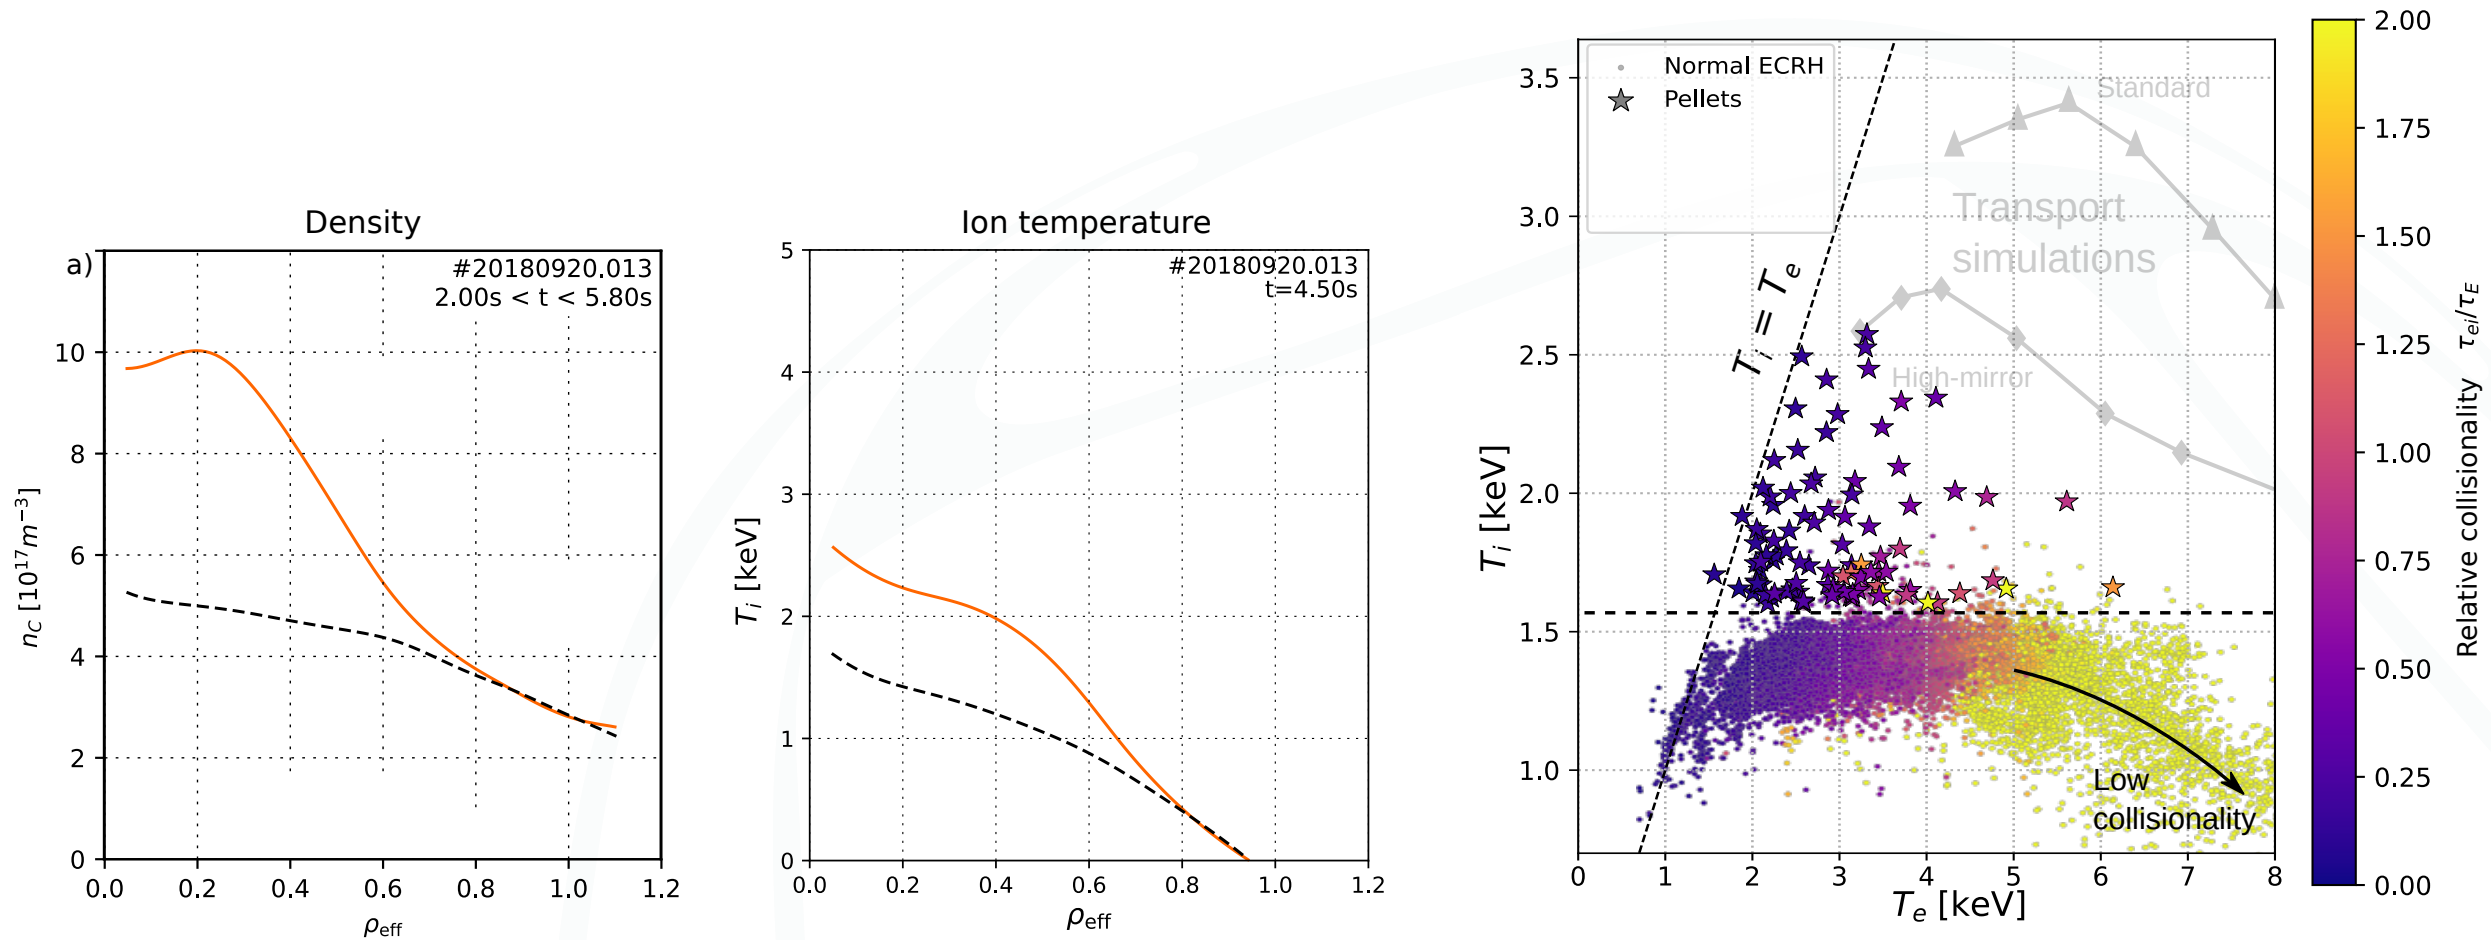 Density
a)
#20180920.013
2.00s < t < 5.80s
10
8
6
4
2
0
n_C [10^17 m^−3]
0.0 0.2 0.4 0.6 0.8 1.0 1.2
ρ_eff
Ion temperature
#20180920.013
t=4.50s
5
4
3
2
1
0
T_i [keV]
0.0 0.2 0.4 0.6 0.8 1.0 1.2
ρ_eff
Normal ECRH
Pellets
Standard
Transport
simulations
T_i = T_e
High-mirror
Low
collisionality
3.5
3.0
2.5
2.0
1.5
1.0
T_i [keV]
0 1 2 3 4 5 6 7 8
T_e [keV]
2.00
1.75
1.50
1.25
1.00
0.75
0.50
0.25
0.00
Relative collisionality τ_ei/τ_E